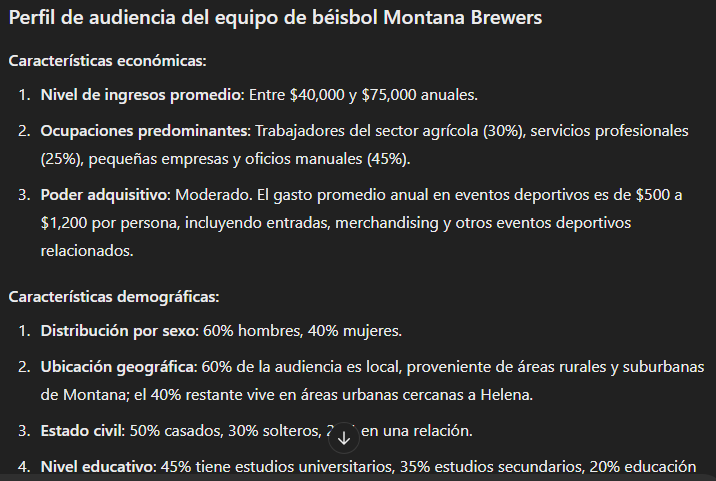 Perfil de audiencia del equipo de béisbol Montana Brewers
Características económicas:
1. Nivel de ingresos promedio: Entre $40,000 y $75,000 anuales.
2. Ocupaciones predominantes: Trabajadores del sector agrícola (30%), servicios profesionales
(25%), pequeñas empresas y oficios manuales (45%).
3. Poder adquisitivo: Moderado. El gasto promedio anual en eventos deportivos es de $500 a
$1,200 por persona, incluyendo entradas, merchandising y otros eventos deportivos
relacionados.
Características demográficas:
1. Distribución por sexo: 60% hombres, 40% mujeres.
2. Ubicación geográfica: 60% de la audiencia es local, proveniente de áreas rurales y suburbanas
de Montana; el 40% restante vive en áreas urbanas cercanas a Helena.
3. Estado civil: 50% casados, 30% solteros, en una relación.
4. Nivel educativo: 45% tiene estudios universitarios, 35% estudios secundarios, 20% educación